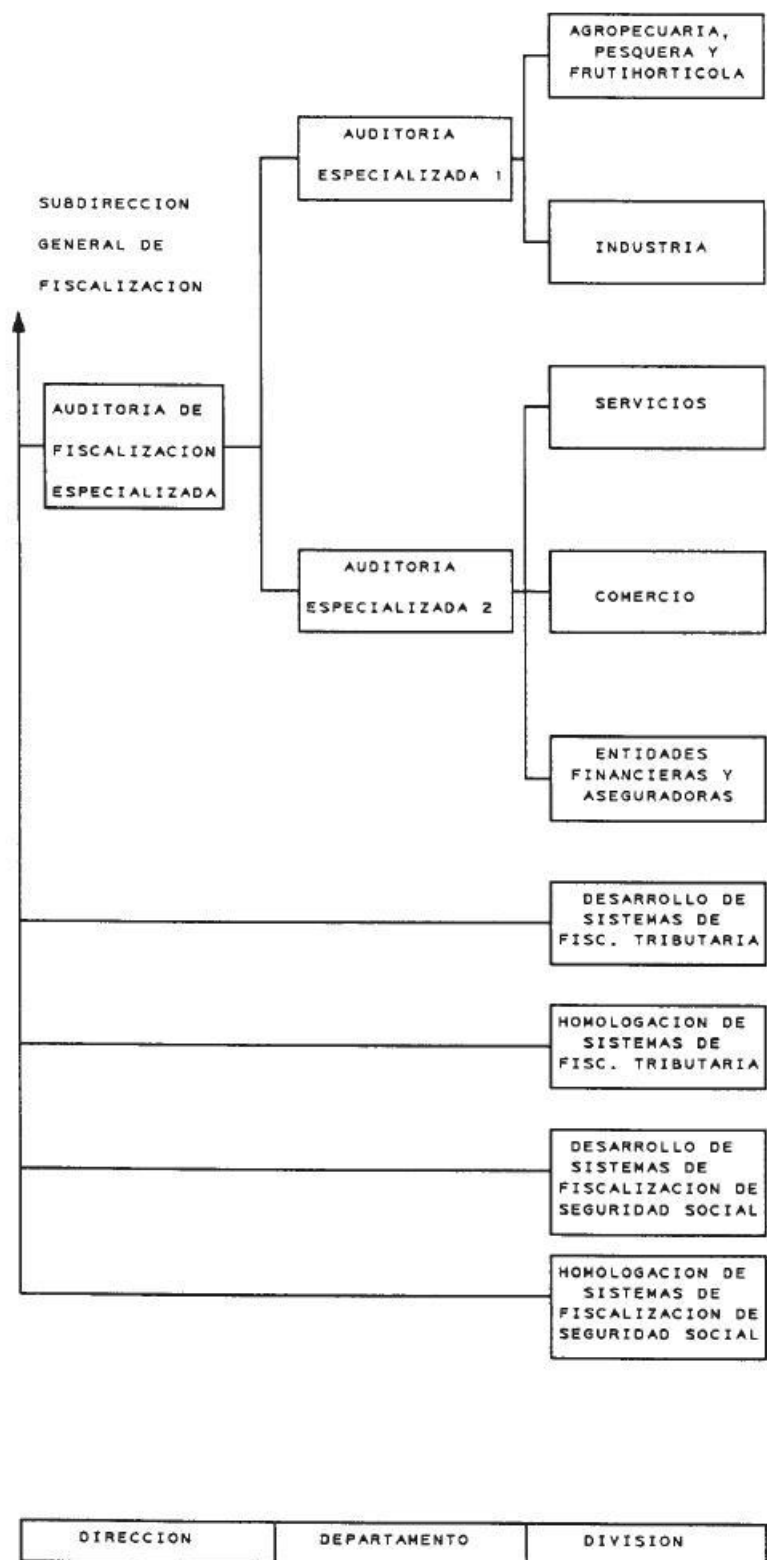 AGROPECUARIA,
PESQUERA Y
FRUTIHORTICOLA
AUDITORIA
ESPECIALIZADA 1
SUBDIRECCION
GENERAL DE
FISCALIZACION
INDUSTRIA
AUDITORIA DE
FISCALIZACION
ESPECIALIZADA
SERVICIOS
AUDITORIA
ESPECIALIZADA 2
COMERCIO
ENTIDADES
FINANCIERAS Y
ASEGURADORAS
DESARROLLO DE
SISTEMAS DE
FISC. TRIBUTARIA
HOMOLOGACION DE
SISTEMAS DE
FISC. TRIBUTARIA
DESARROLLO DE
SISTEMAS DE
FISCALIZACION DE
SEGURIDAD SOCIAL
HOMOLOGACION DE
SISTEMAS DE
FISCALIZACION DE
SEGURIDAD SOCIAL
DIRECCION DEPARTAMENTO DIVISION